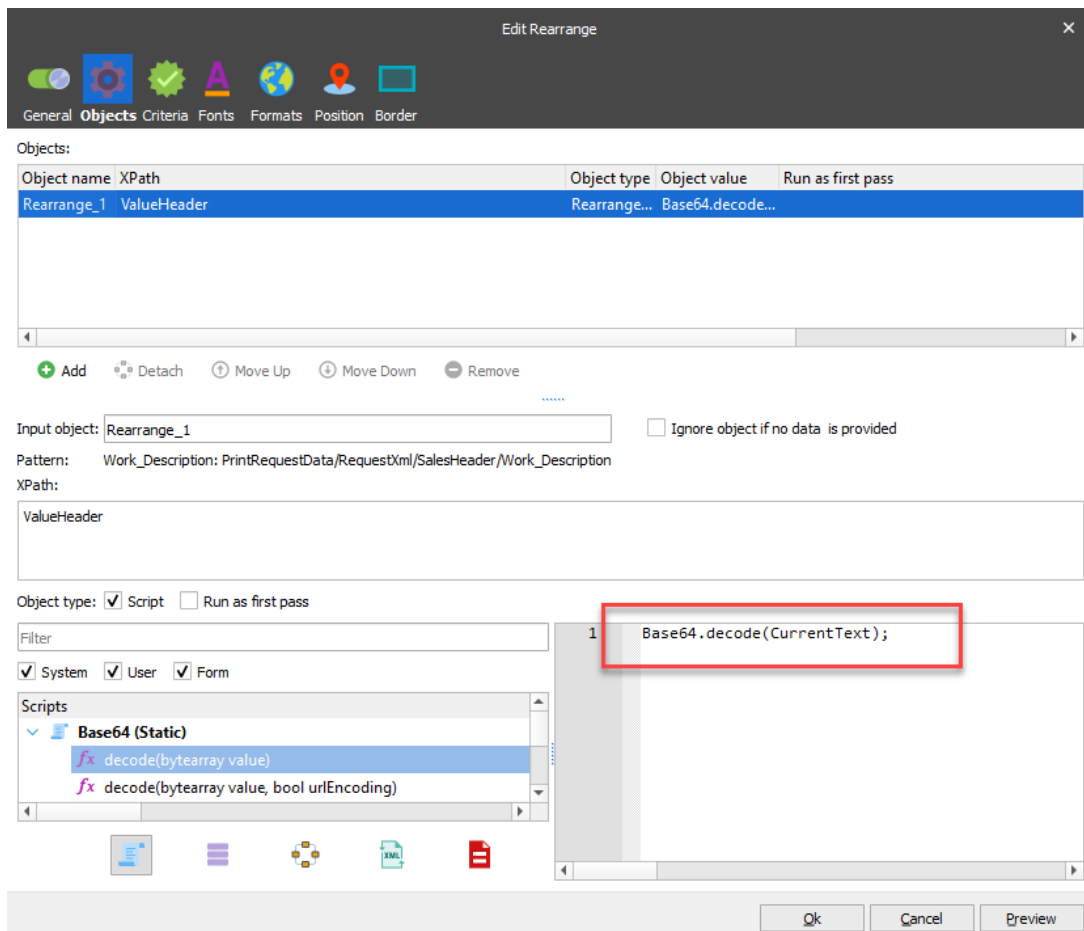 Edit Rearrange
General Objects Criteria Fonts Formats Position Border
Objects:
Object name XPath Object type Object value Run as first pass
Rearrange_1 ValueHeader Rearrange... Base64.decode...
Add Detach Move Up Move Down Remove
Input object: Rearrange_1 Ignore object if no data is provided
Pattern: Work_Description: PrintRequestData/RequestXml/SalesHeader/Work_Description
XPath:
ValueHeader
Object type: Script Run as first pass
Filter
1 Base64.decode(CurrentText);
System User Form
Scripts
Base64 (Static)
fx decode(bytearray value)
fx decode(bytearray value, bool urlEncoding)
XML
Ok Cancel Preview